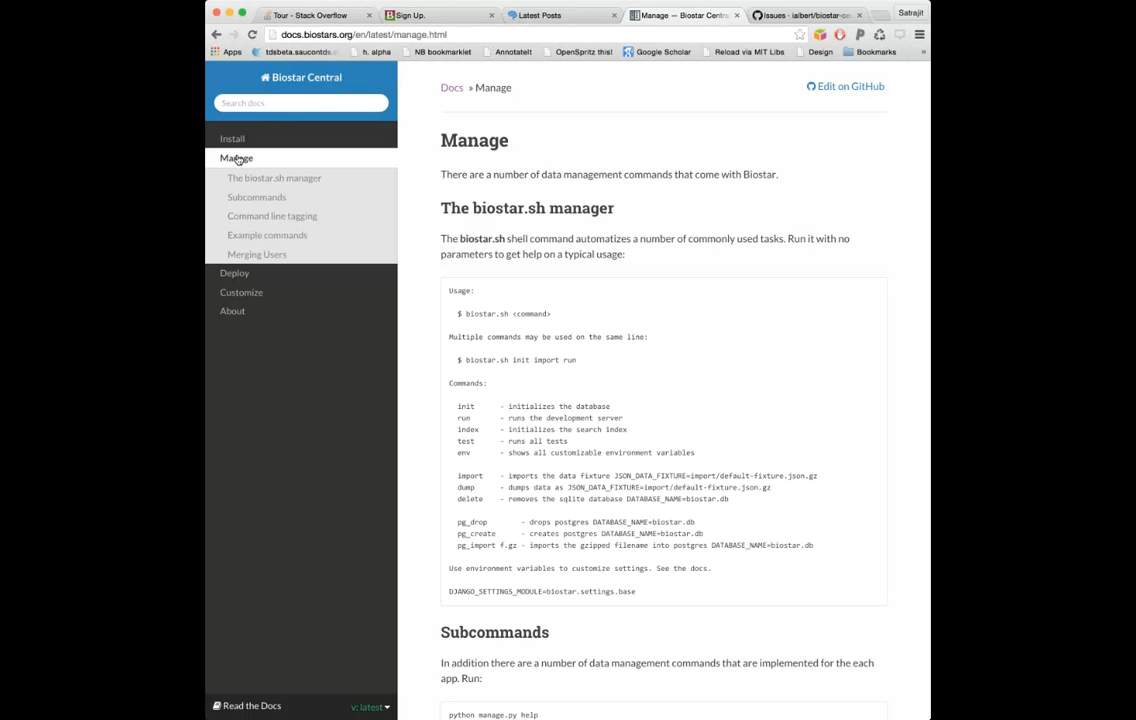 Tour - Stack Overflow
Sign Up.
Latest Posts
Manage — Biostar Centra
Issues · ialbert/biostar-ce
Satrajit
docs.biostars.org/en/latest/manage.html
Apps
tdsbeta.saucontds.
h. alpha
NB bookmarklet
AnnotateIt
OpenSpritz this!
Google Scholar
Reload via MIT Libs
Design
Bookmarks
»
Biostar Central
Search docs
Install
Manage
The biostar.sh manager
Subcommands
Command line tagging
Example commands
Merging Users
Deploy
Customize
About
Read the Docs
v: latest
Docs » Manage
Edit on GitHub
Manage
There are a number of data management commands that come with Biostar.
The biostar.sh manager
The biostar.sh shell command automatizes a number of commonly used tasks. Run it with no
parameters to get help on a typical usage:
Usage:
$ biostar.sh <command>
Multiple commands may be used on the same line:
$ biostar.sh init import run
Commands:
init - initializes the database
run - runs the development server
index - initializes the search index
test - runs all tests
env - shows all customizable environment variables
import - imports the data fixture JSON_DATA_FIXTURE=import/default-fixture.json.gz
dump - dumps data as JSON_DATA_FIXTURE=import/default-fixture.json.gz
delete - removes the sqlite database DATABASE_NAME=biostar.db
pg_drop - drops postgres DATABASE_NAME=biostar.db
pg_create - creates postgres DATABASE_NAME=biostar.db
pg_import f.gz - imports the gzipped filename into postgres DATABASE_NAME=biostar.db
Use environment variables to customize settings. See the docs.
DJANGO_SETTINGS_MODULE=biostar.settings.base
Subcommands
In addition there are a number of data management commands that are implemented for the each
app. Run:
python manage.py help